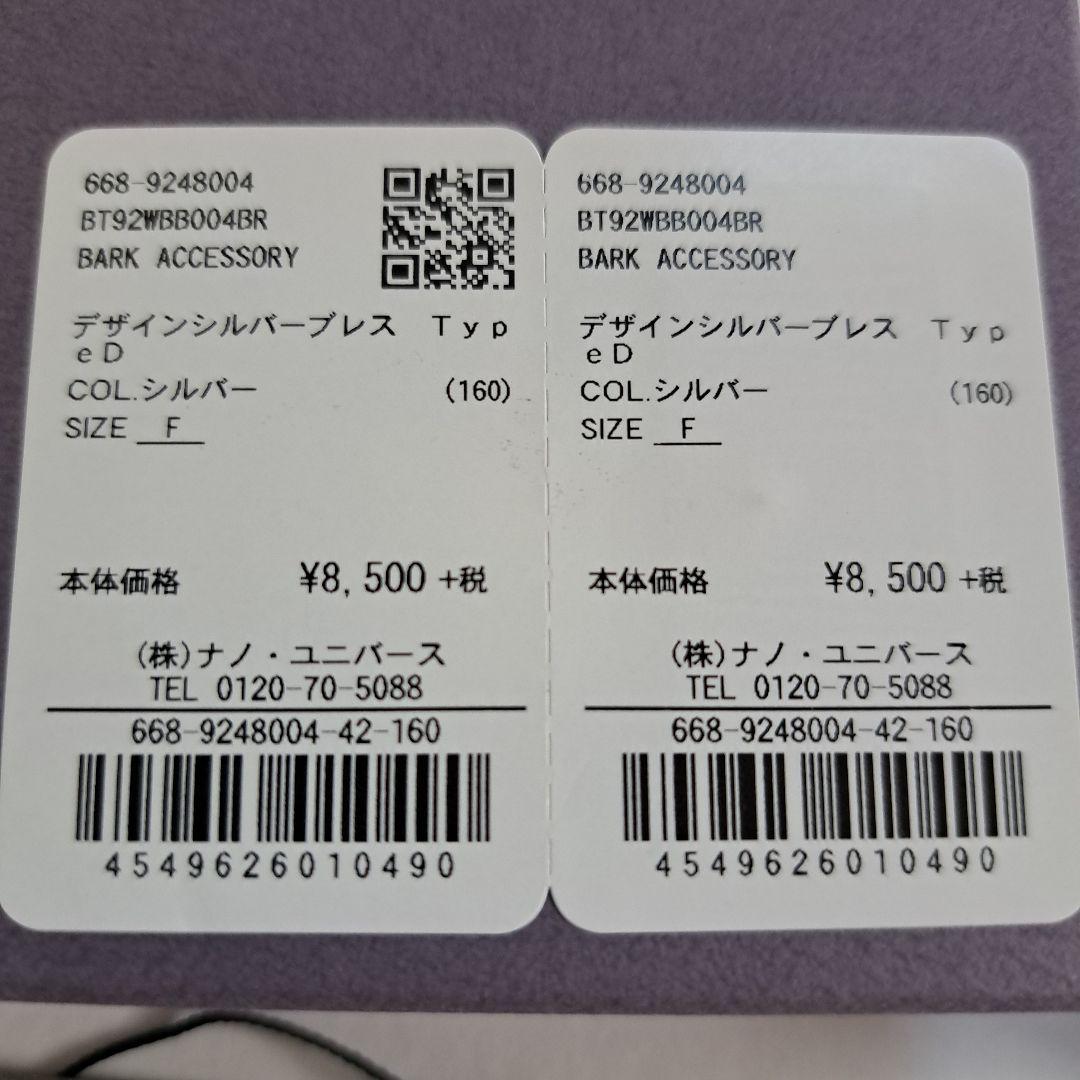 668-9248004
BT92WBB004BR
BARK ACCESSORY
デザインシルバーブレス　Ｔｙｐ
ｅＤ
COL.シルバー (160)
SIZE F
本体価格 ¥8,500 +税
(株)ナノ・ユニバース
TEL 0120-70-5088
668-9248004-42-160
4549626010490
668-9248004
BT92WBB004BR
BARK ACCESSORY
デザインシルバーブレス　Ｔｙｐ
ｅＤ
COL.シルバー (160)
SIZE F
本体価格 ¥8,500 +税
(株)ナノ・ユニバース
TEL 0120-70-5088
668-9248004-42-160
4549626010490